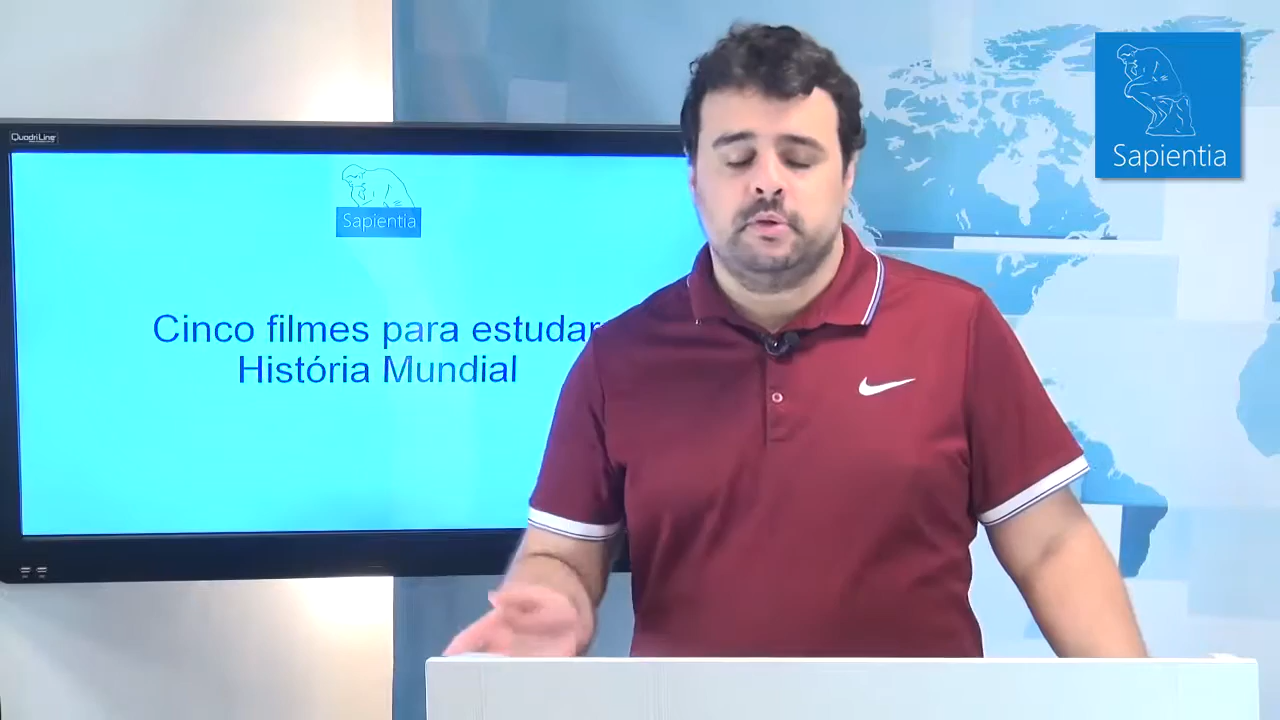 QuadriLine
Sapientia
Cinco filmes para estudar
História Mundial
Sapientia